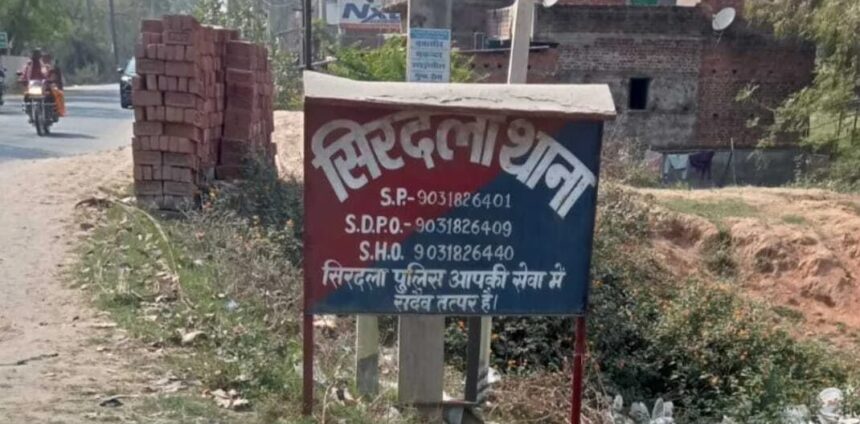 सिरदला थाना
S.P.-9031826401
S.D.P.O.-9031826409
S.H.O. 9031826440
सिरदला पुलिस आपकी सेवा में
सदैव तत्पर है।